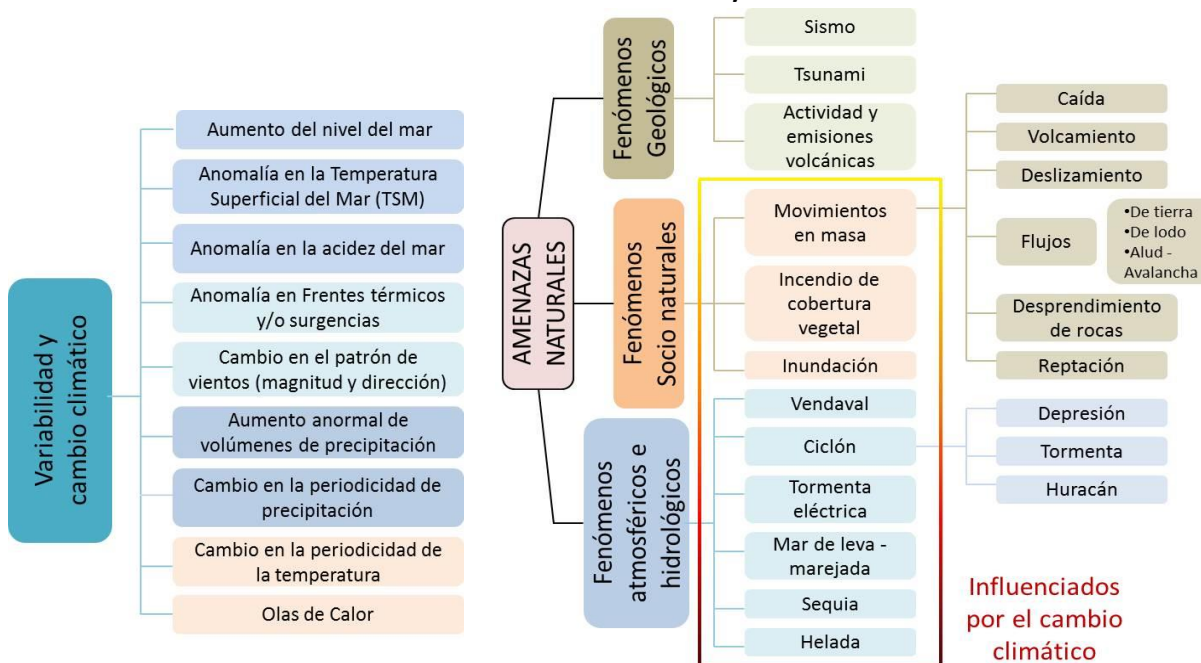 Variabilidad y
cambio climático
Aumento del nivel del mar
Anomalía en la Temperatura
Superficial del Mar (TSM)
Anomalía en la acidez del mar
Anomalía en Frentes térmicos
y/o surgencias
Cambio en el patrón de
vientos (magnitud y dirección)
Aumento anormal de
volúmenes de precipitación
Cambio en la periodicidad de
precipitación
Cambio en la periodicidad de
la temperatura
Olas de Calor
AMENAZAS
NATURALES
Fenómenos
Geológicos
Sismo
Tsunami
Actividad y
emisiones
volcánicas
Fenómenos
Socio naturales
Movimientos
en masa
Incendio de
cobertura
vegetal
Inundación
Caída
Volcamiento
Deslizamiento
Flujos
•De tierra
•De lodo
•Alud -
Avalancha
Desprendimiento
de rocas
Reptación
Fenómenos
atmosféricos e
hidrológicos
Vendaval
Ciclón
Tormenta
eléctrica
Mar de leva -
marejada
Sequia
Helada
Depresión
Tormenta
Huracán
Influenciados
por el cambio
climático